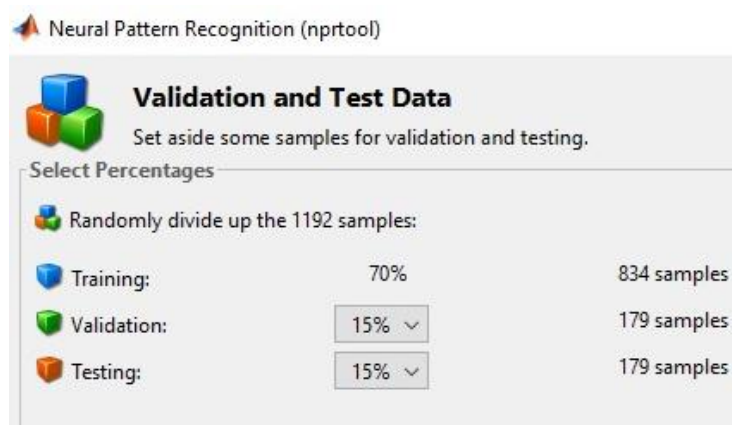 Neural Pattern Recognition (nprtool)
Validation and Test Data
Set aside some samples for validation and testing.
Select Percentages
Randomly divide up the 1192 samples:
Training: 70% 834 samples
Validation: 15% 179 samples
Testing: 15% 179 samples